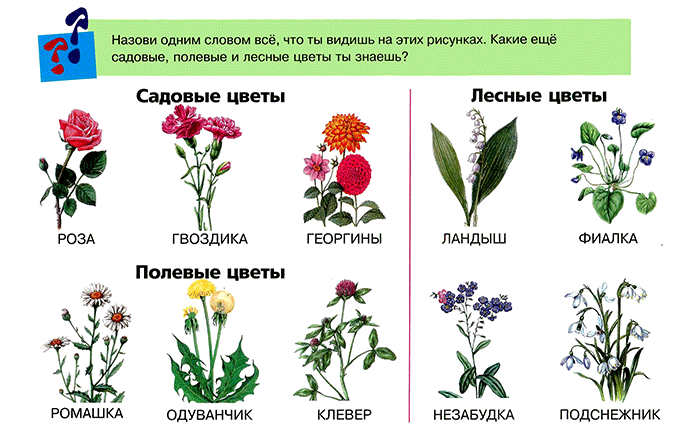 Назови одним словом всё, что ты видишь на этих рисунках. Какие ещё
садовые, полевые и лесные цветы ты знаешь?
Садовые цветы
РОЗА
ГВОЗДИКА
ГЕОРГИНЫ
Полевые цветы
РОМАШКА
ОДУВАНЧИК
КЛЕВЕР
Лесные цветы
ЛАНДЫШ
ФИАЛКА
НЕЗАБУДКА
ПОДСНЕЖНИК